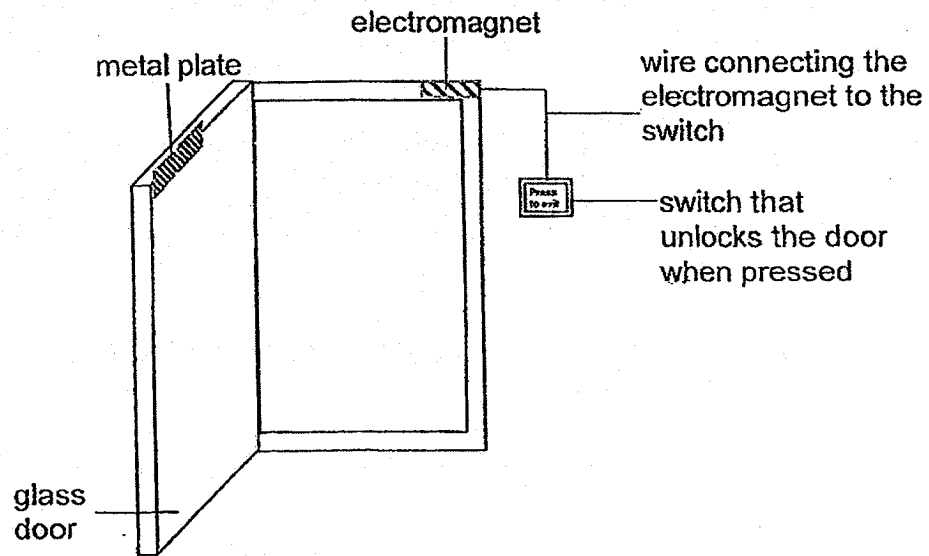 electromagnet
metal plate
wire connecting the
electromagnet to the
switch
Press
to exit
switch that
unlocks the door
when pressed
glass
door